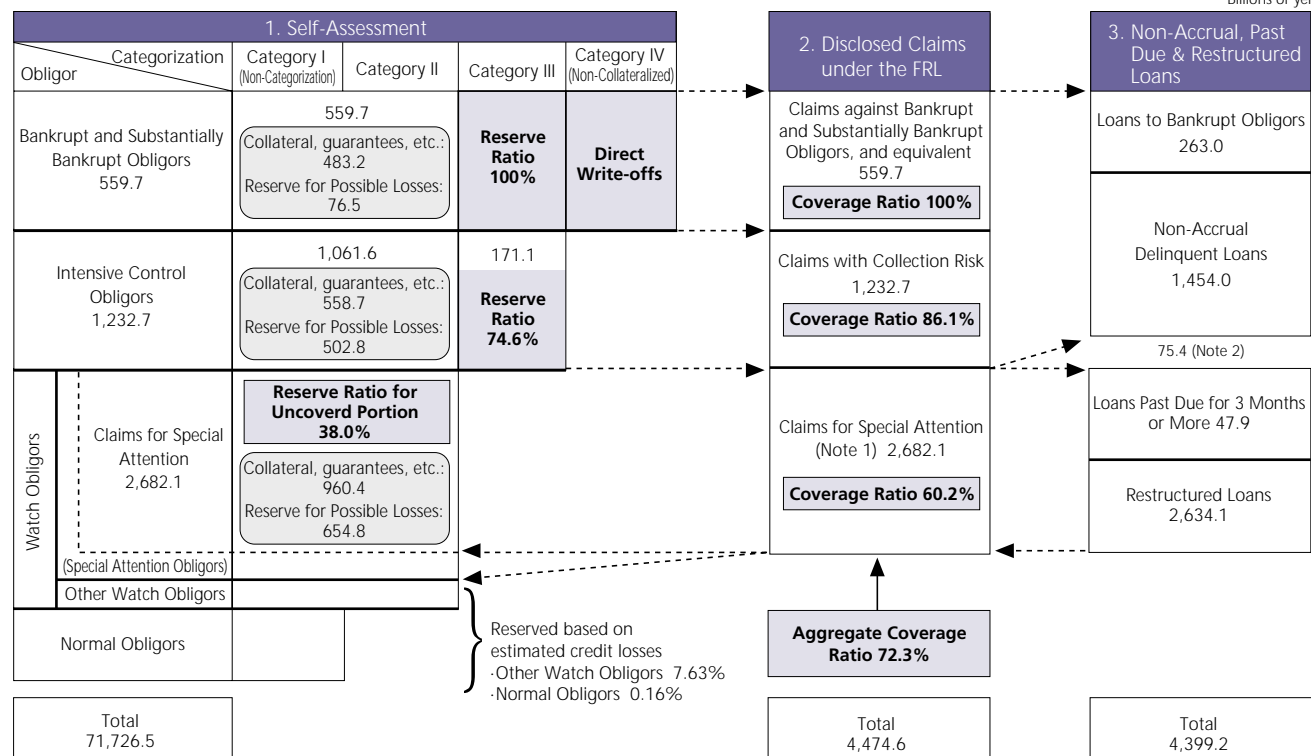 Billions of yen
1. Self-Assessment
Categorization
Obligor
Category I
(Non-Categorization)
Category II
Category III
Category IV
(Non-Collateralized)
Bankrupt and Substantially
Bankrupt Obligors
559.7
559.7
Collateral, guarantees, etc.:
483.2
Reserve for Possible Losses:
76.5
Reserve
Ratio
100%
Direct
Write-offs
Intensive Control
Obligors
1,232.7
1,061.6
Collateral, guarantees, etc.:
558.7
Reserve for Possible Losses:
502.8
171.1
Reserve
Ratio
74.6%
Watch Obligors
Claims for Special
Attention
2,682.1
Reserve Ratio for
Uncoverd Portion
38.0%
Collateral, guarantees, etc.:
960.4
Reserve for Possible Losses:
654.8
(Special Attention Obligors)
Other Watch Obligors
Normal Obligors
Reserved based on
estimated credit losses
·Other Watch Obligors 7.63%
·Normal Obligors 0.16%
Total
71,726.5
2. Disclosed Claims
under the FRL
Claims against Bankrupt
and Substantially Bankrupt
Obligors, and equivalent
559.7
Coverage Ratio 100%
Claims with Collection Risk
1,232.7
Coverage Ratio 86.1%
Claims for Special Attention
(Note 1) 2,682.1
Coverage Ratio 60.2%
Aggregate Coverage
Ratio 72.3%
Total
4,474.6
3. Non-Accrual, Past
Due & Restructured
Loans
Loans to Bankrupt Obligors
263.0
Non-Accrual
Delinquent Loans
1,454.0
75.4 (Note 2)
Loans Past Due for 3 Months
or More 47.9
Restructured Loans
2,634.1
Total
4,399.2